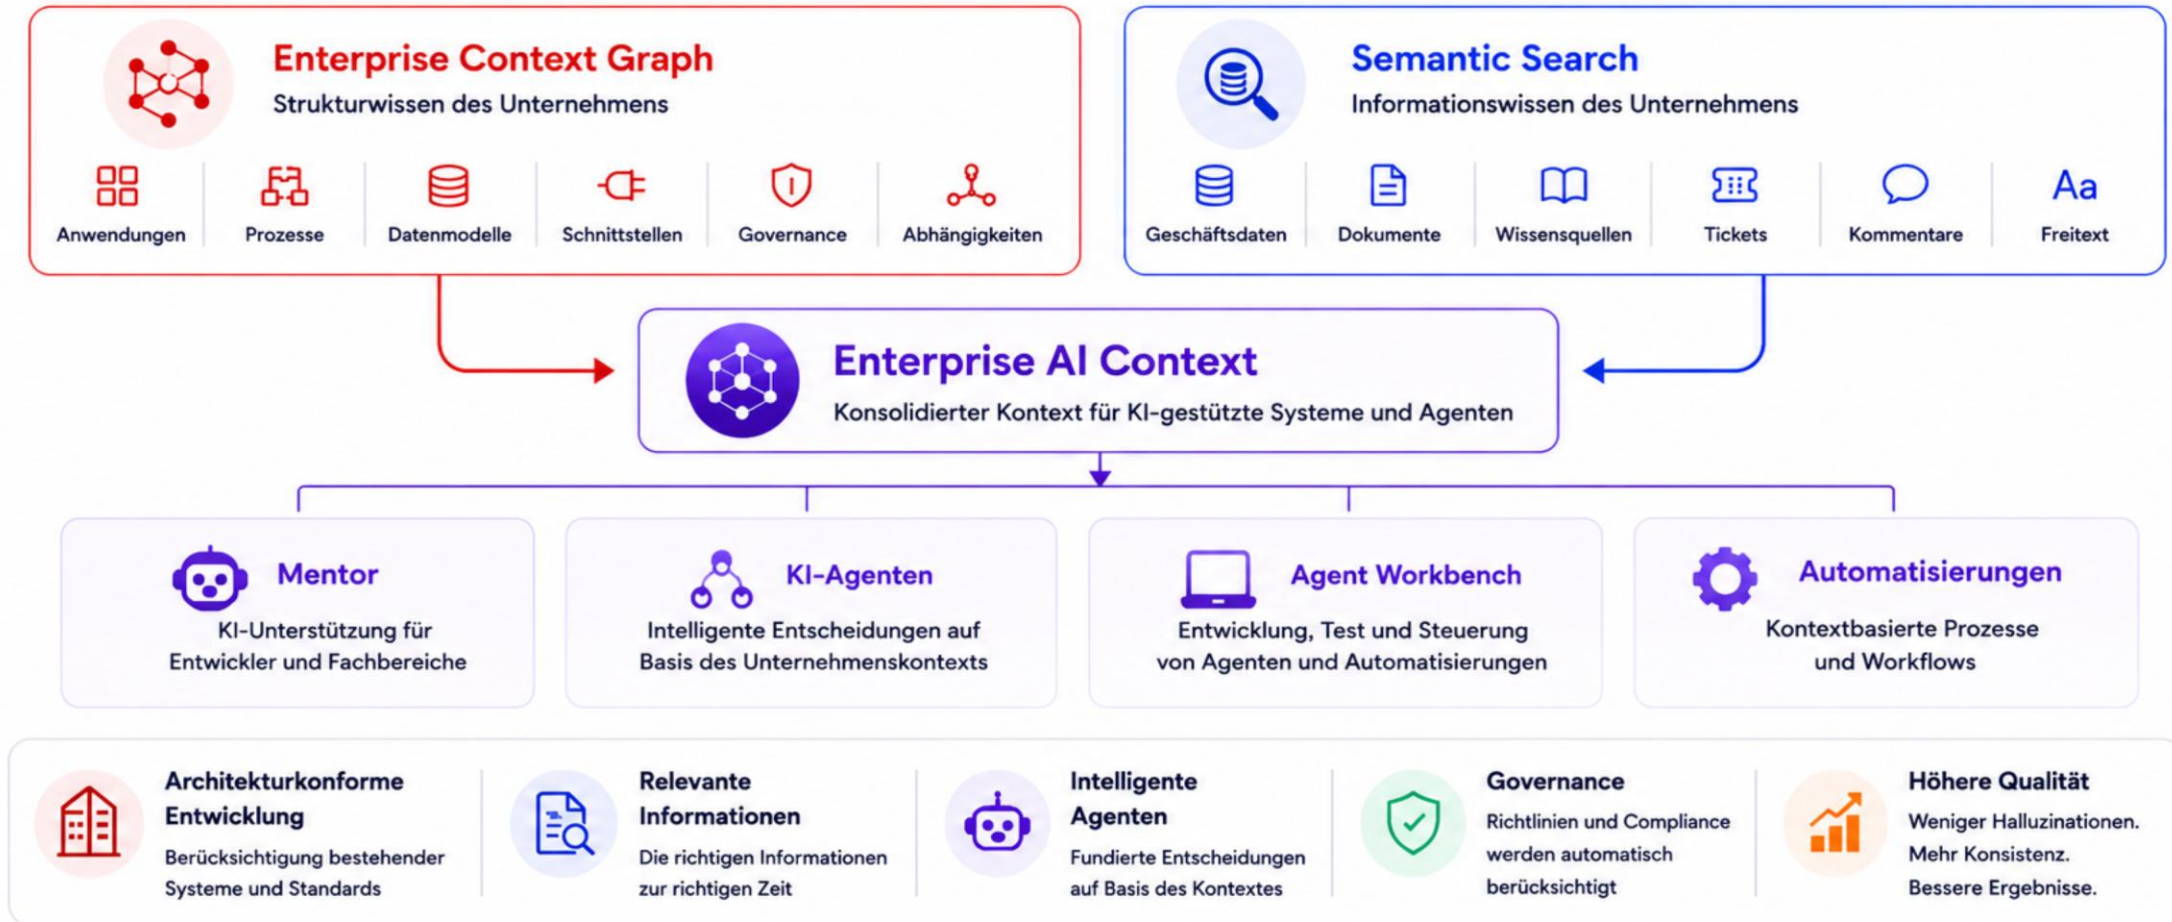 Enterprise Context Graph
Strukturwissen des Unternehmens
Anwendungen
Prozesse
Datenmodelle
Schnittstellen
Governance
Abhängigkeiten
Semantic Search
Informationswissen des Unternehmens
Geschäftsdaten
Dokumente
Wissensquellen
Tickets
Kommentare
Aa
Freitext
Enterprise AI Context
Konsolidierter Kontext für KI-gestützte Systeme und Agenten
Mentor
KI-Unterstützung für
Entwickler und Fachbereiche
KI-Agenten
Intelligente Entscheidungen auf
Basis des Unternehmenskontexts
Agent Workbench
Entwicklung, Test und Steuerung
von Agenten und Automatisierungen
Automatisierungen
Kontextbasierte Prozesse
und Workflows
Architekturkonforme
Entwicklung
Berücksichtigung bestehender
Systeme und Standards
Relevante
Informationen
Die richtigen Informationen
zur richtigen Zeit
Intelligente
Agenten
Fundierte Entscheidungen
auf Basis des Kontextes
Governance
Richtlinien und Compliance
werden automatisch
berücksichtigt
Höhere Qualität
Weniger Halluzinationen.
Mehr Konsistenz.
Bessere Ergebnisse.